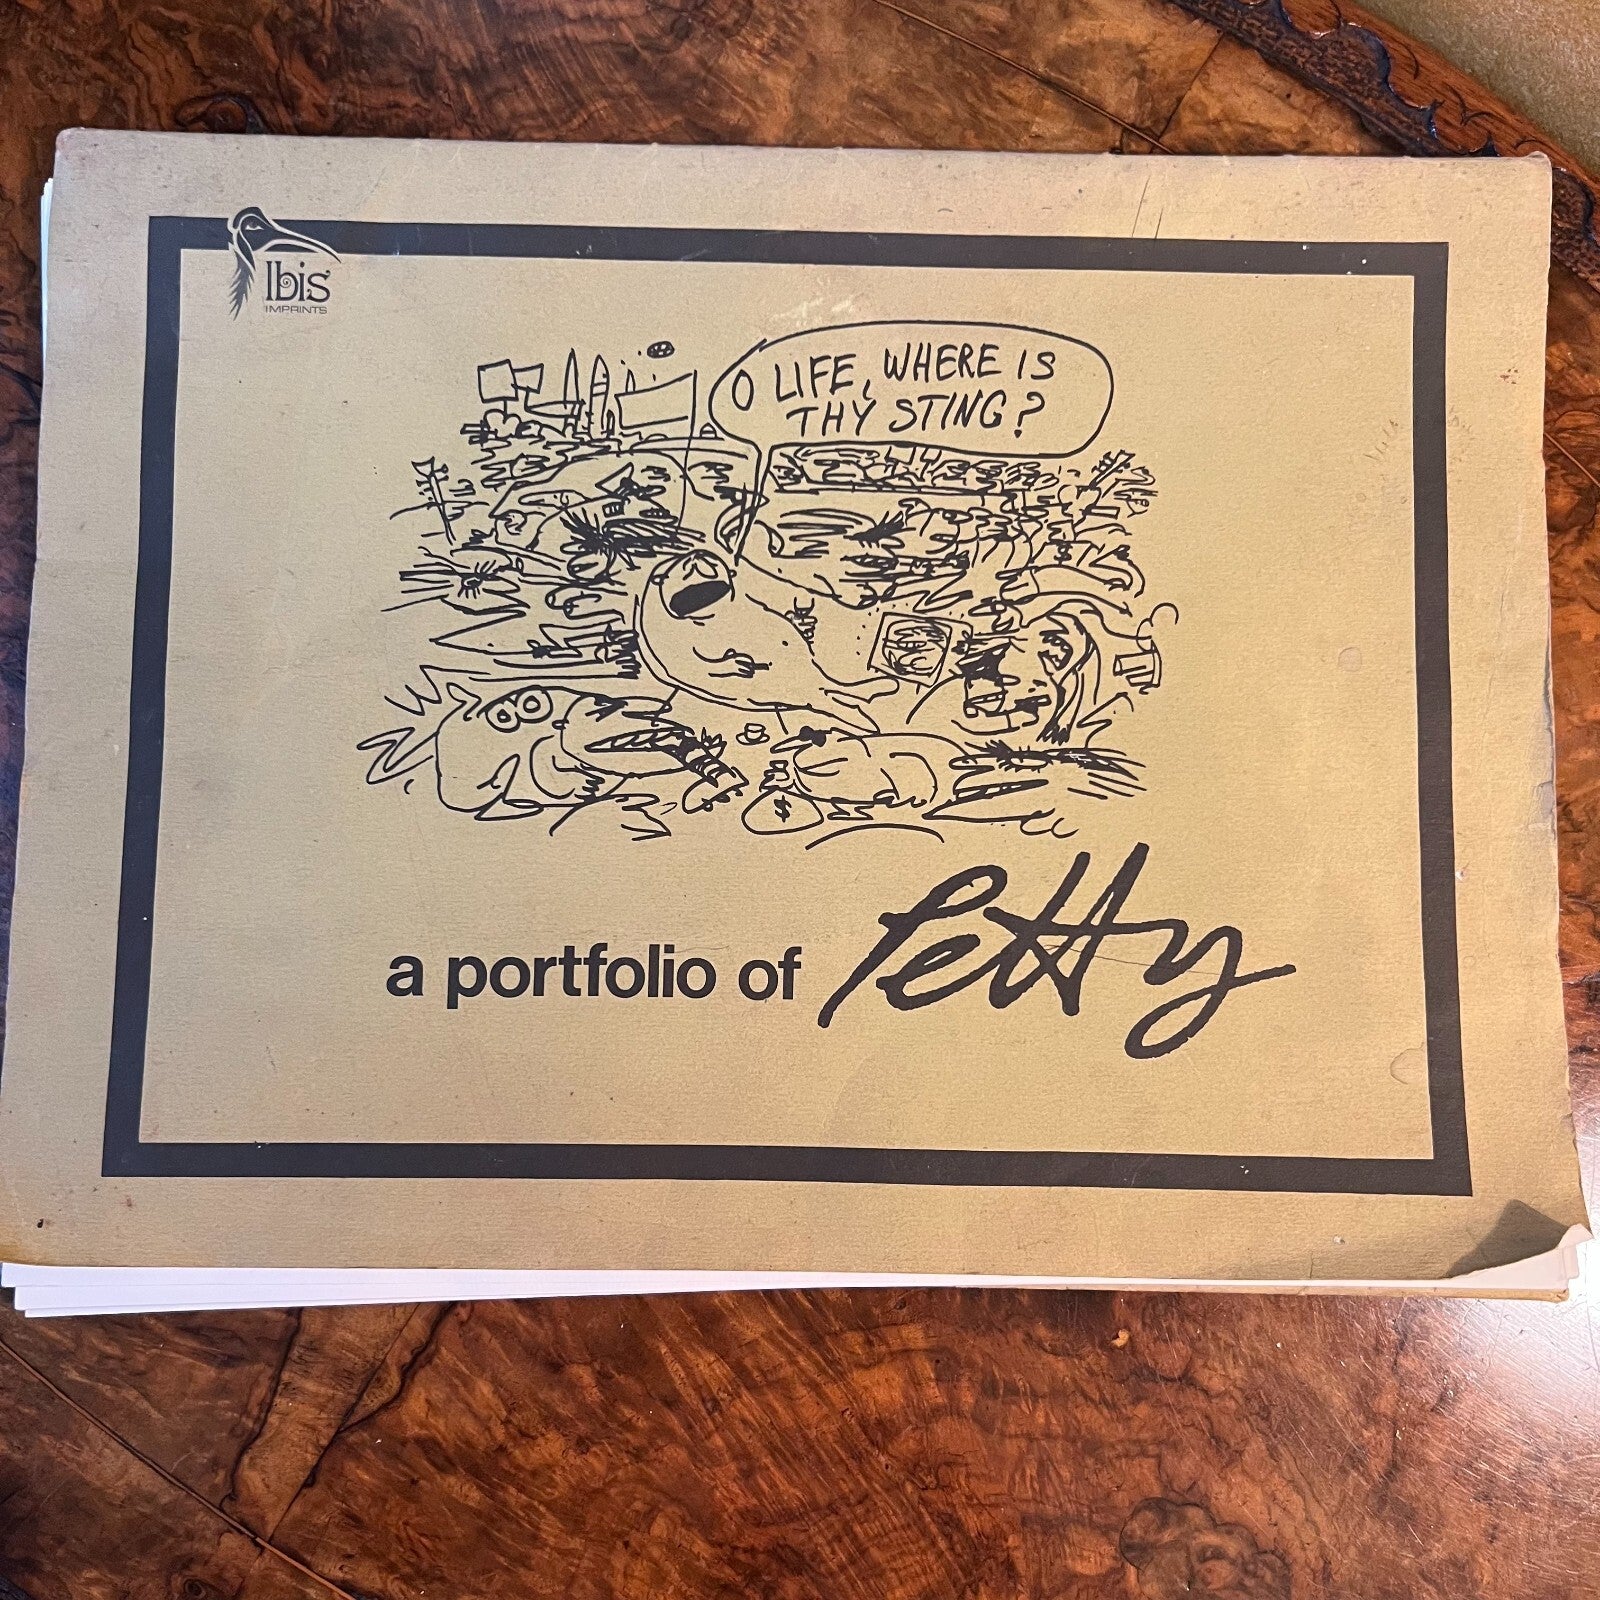 Ibis
IMPRINTS
O LIFE, WHERE IS
THY STING?
$
$
a portfolio of Petty